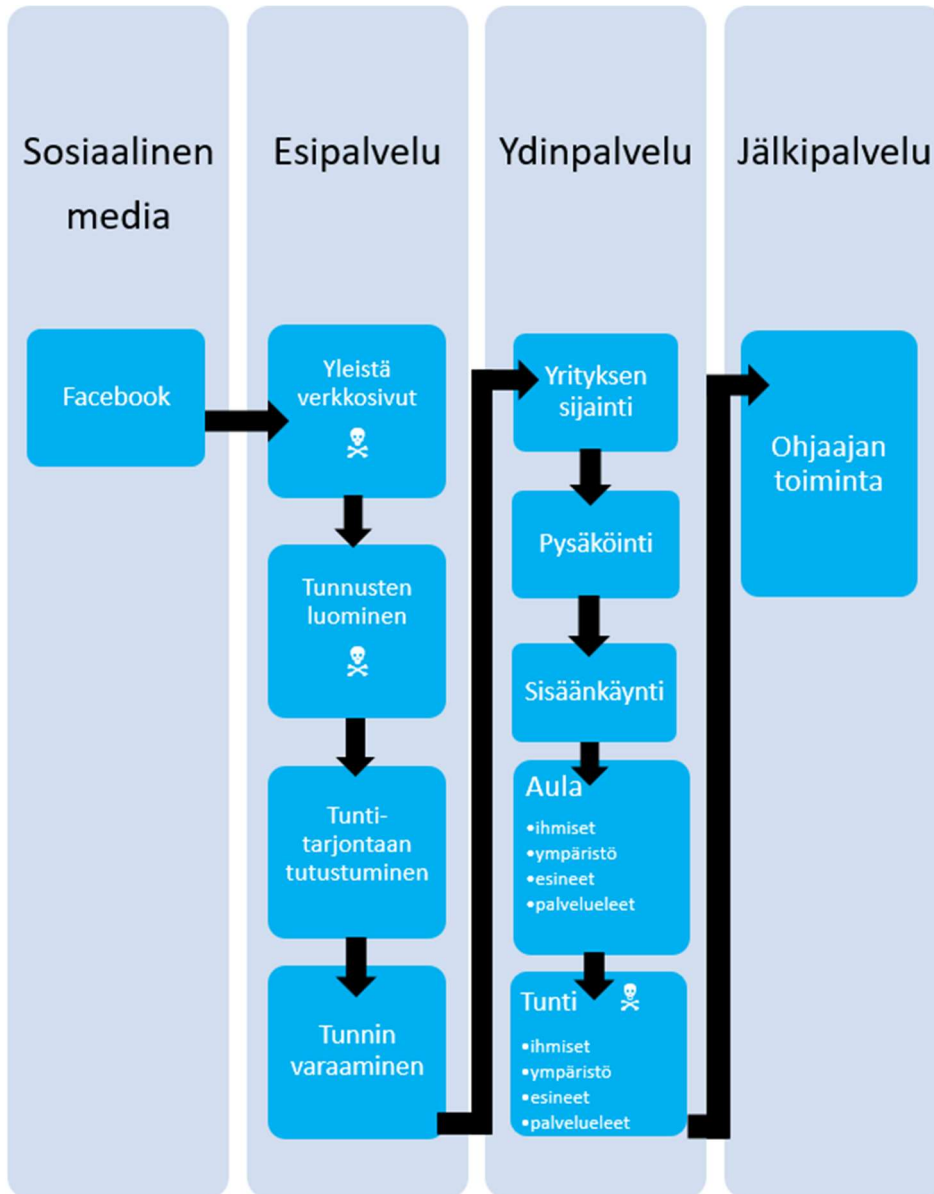 Sosiaalinen
media
Esipalvelu
Ydinpalvelu
Jälkipalvelu
Facebook
Yleistä
verkkosivut
Tunnusten
luominen
Tunti-
tarjontaan
tutustuminen
Tunnin
varaaminen
Yrityksen
sijainti
Pysäköinti
Sisäänkäynti
Aula
•ihmiset
•ympäristö
•esineet
•palvelueleet
Tunti
•ihmiset
•ympäristö
•esineet
•palvelueleet
Ohjaajan
toiminta